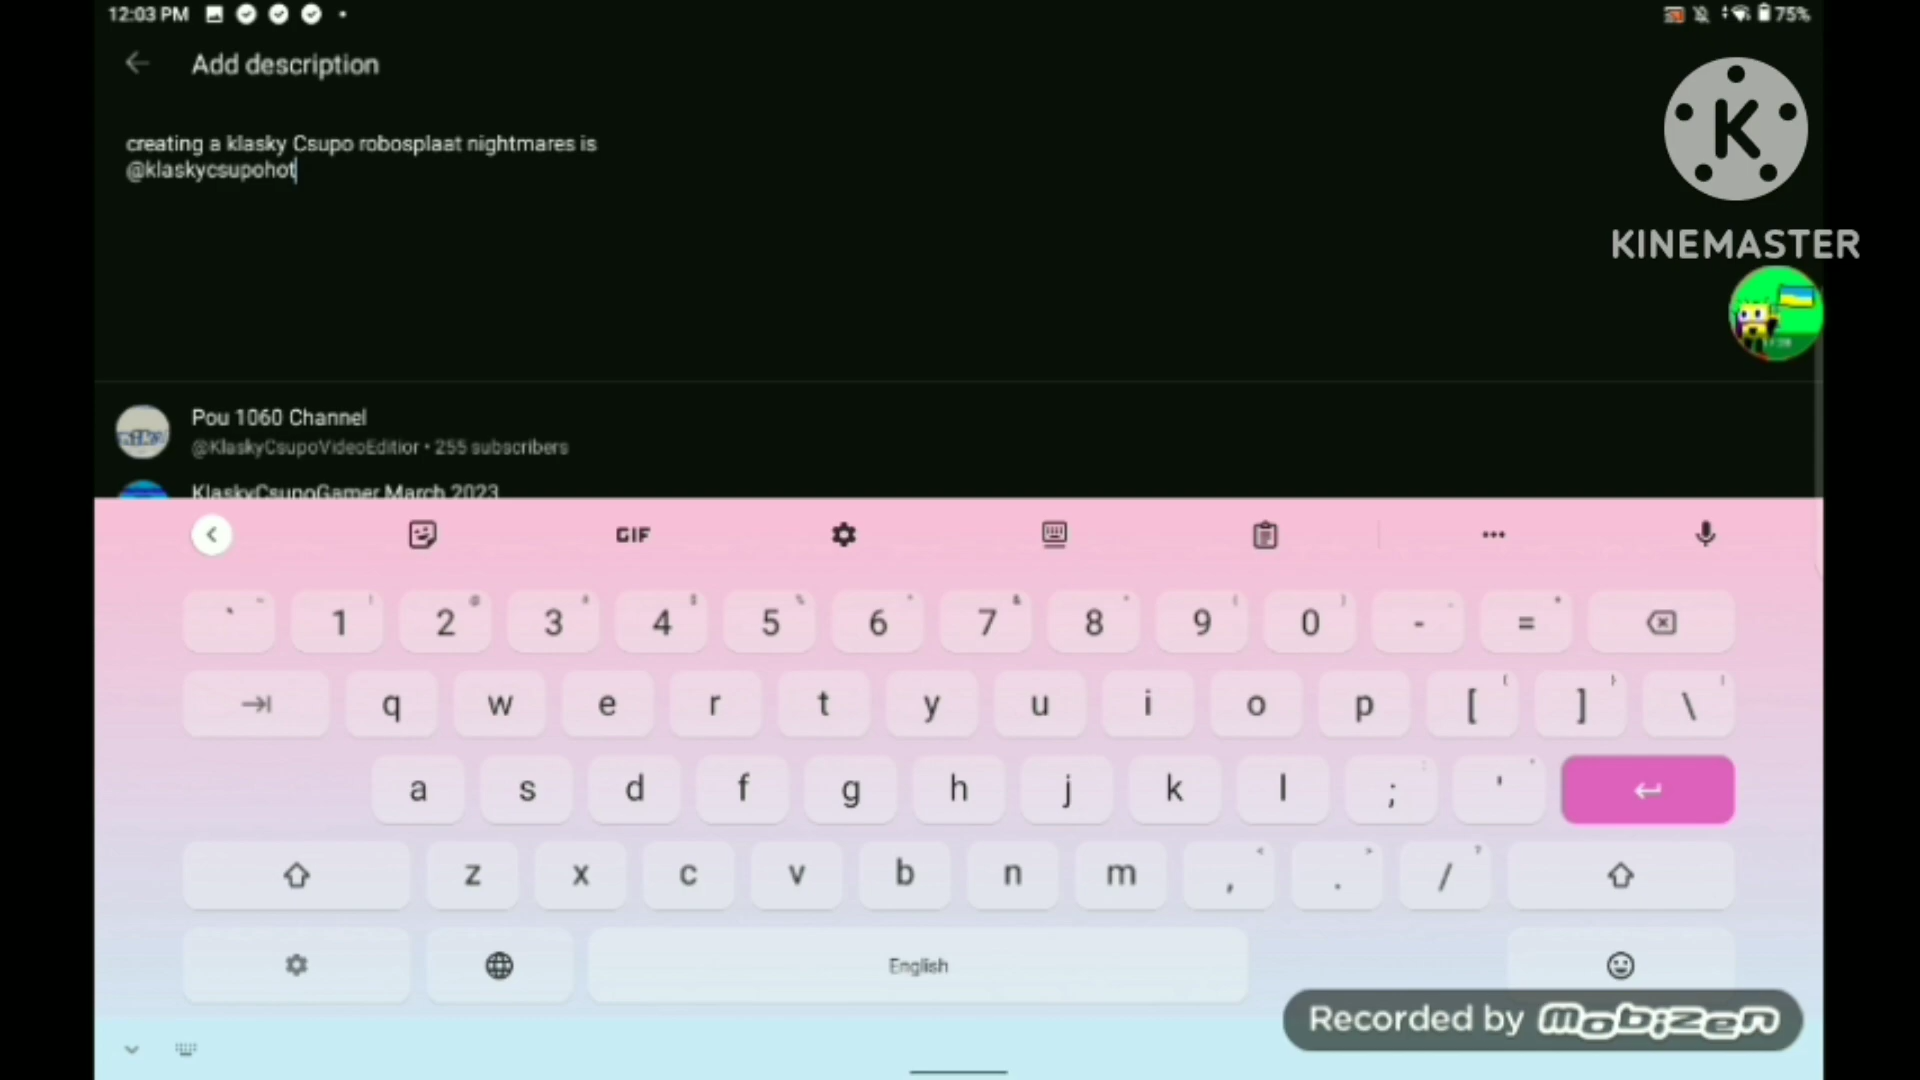 12:03 PM
75%
Add description
creating a klasky Csupo robosplaat nightmares is
@klaskycsupohot
K
KINEMASTER
Pou 1060 Channel
@KlaskyCsupoVideoEditior • 255 subscribers
KlaskyCsupoGamer March 2023
GIF
` 1 2 3 4 5 6 7 8 9 0 - =
q w e r t y u i o p [ ] \
a s d f g h j k l ; '
z x c v b n m , . /
English
Recorded by mobizen